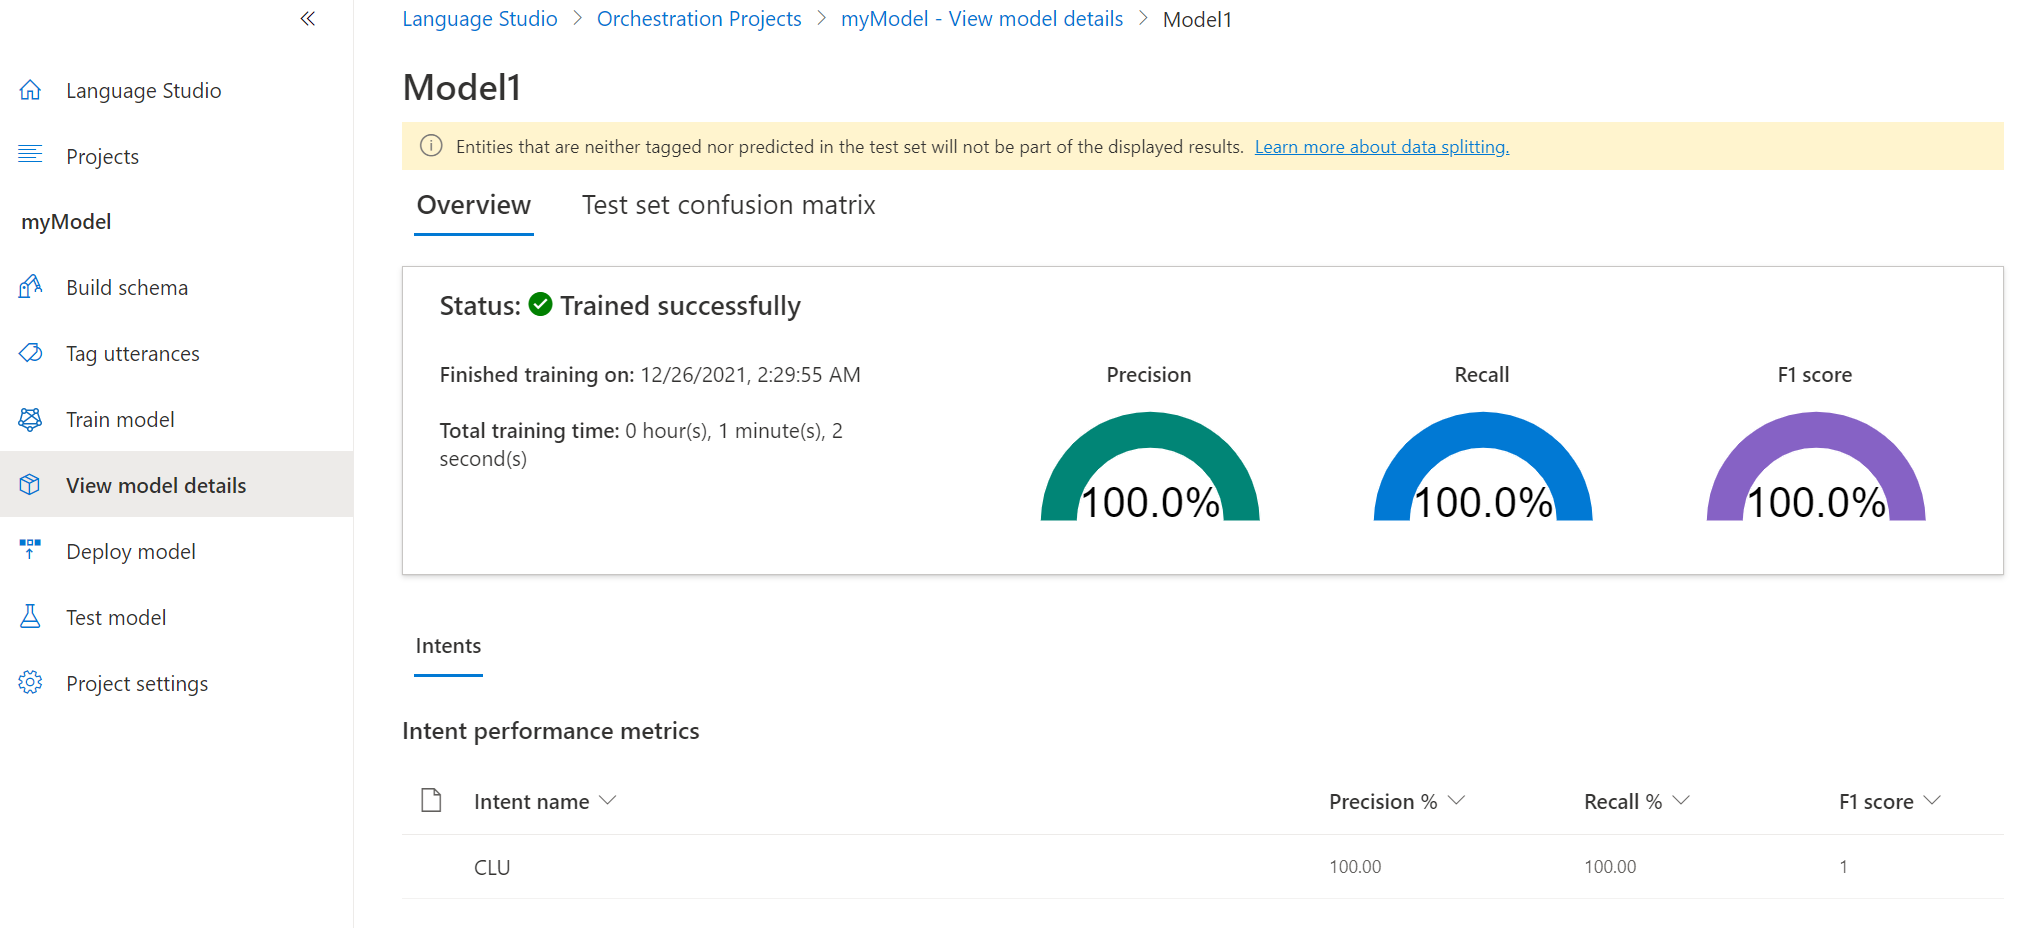 Language Studio
Projects
myModel
Build schema
Tag utterances
Train model
View model details
Deploy model
Test model
Project settings
Language Studio > Orchestration Projects > myModel - View model details > Model1
Model1
Entities that are neither tagged nor predicted in the test set will not be part of the displayed results. Learn more about data splitting.
Overview Test set confusion matrix
Status: Trained successfully
Finished training on: 12/26/2021, 2:29:55 AM
Total training time: 0 hour(s), 1 minute(s), 2
second(s)
Precision Recall F1 score
100.0% 100.0% 100.0%
Intents
Intent performance metrics
Intent name Precision % Recall % F1 score
CLU 100.00 100.00 1